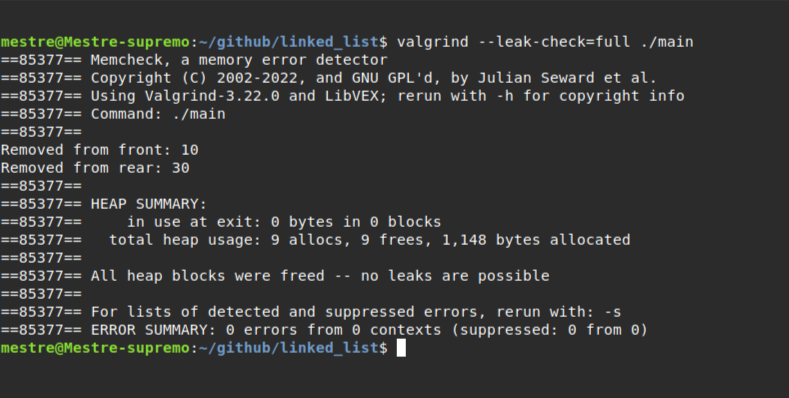 mestre@Mestre-supremo:~/github/linked_list$ valgrind --leak-check=full ./main
==85377== Memcheck, a memory error detector
==85377== Copyright (C) 2002-2022, and GNU GPL'd, by Julian Seward et al.
==85377== Using Valgrind-3.22.0 and LibVEX; rerun with -h for copyright info
==85377== Command: ./main
==85377==
Removed from front: 10
Removed from rear: 30
==85377==
==85377== HEAP SUMMARY:
==85377==     in use at exit: 0 bytes in 0 blocks
==85377==   total heap usage: 9 allocs, 9 frees, 1,148 bytes allocated
==85377==
==85377== All heap blocks were freed -- no leaks are possible
==85377==
==85377== For lists of detected and suppressed errors, rerun with: -s
==85377== ERROR SUMMARY: 0 errors from 0 contexts (suppressed: 0 from 0)
mestre@Mestre-supremo:~/github/linked_list$